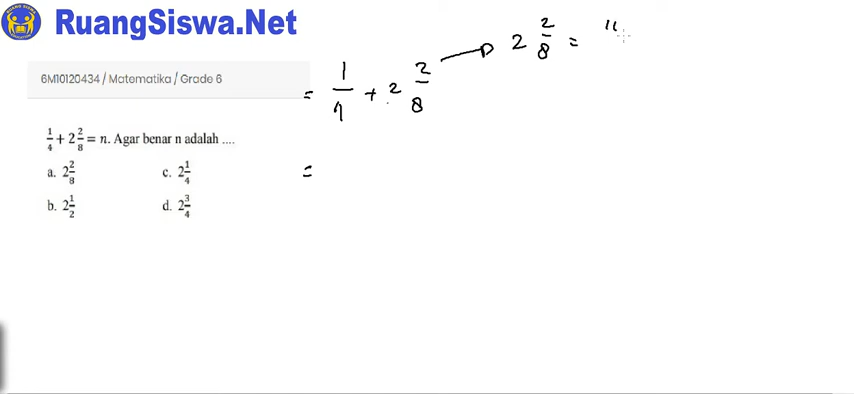 RuangSiswa.Net
6M10120434 / Matematika / Grade 6
1/4 + 2 2/8 = n. Agar benar n adalah ....
a. 2 2/8 c. 2 1/4
b. 2 1/2 d. 2 3/4
= 1/4 + 2 2/8 → 2 2/8 =
=